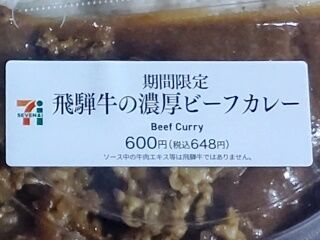 期間限定
飛騨牛の濃厚ビーフカレー
Beef Curry
7i
SEVEN&i
600円(税込648円)
ソース中の牛肉エキス等は飛騨牛ではありません。